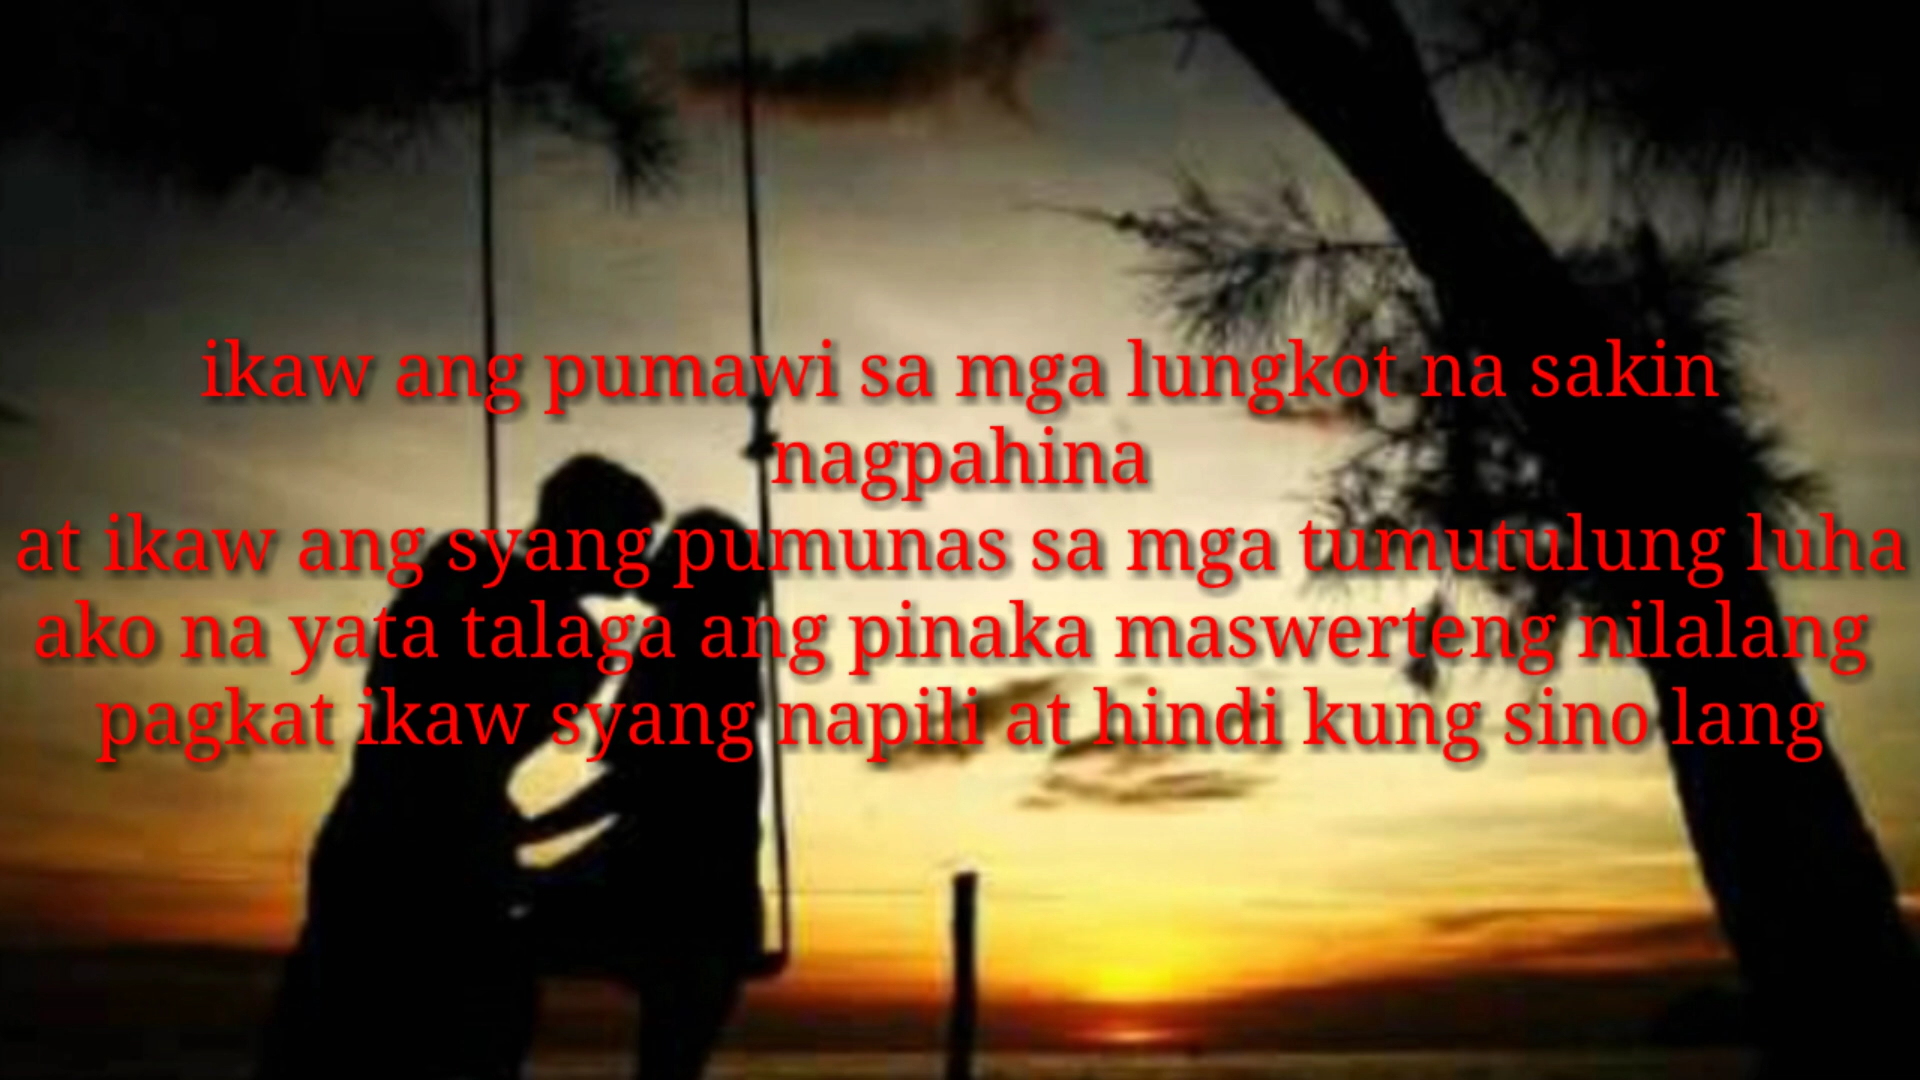 ikaw ang pumawi sa mga lungkot na sakin
nagpahina
at ikaw ang syang pumunas sa mga tumutulung luha
ako na yata talaga ang pinaka maswerteng nilalang
pagkat ikaw syang napili at hindi kung sino lang